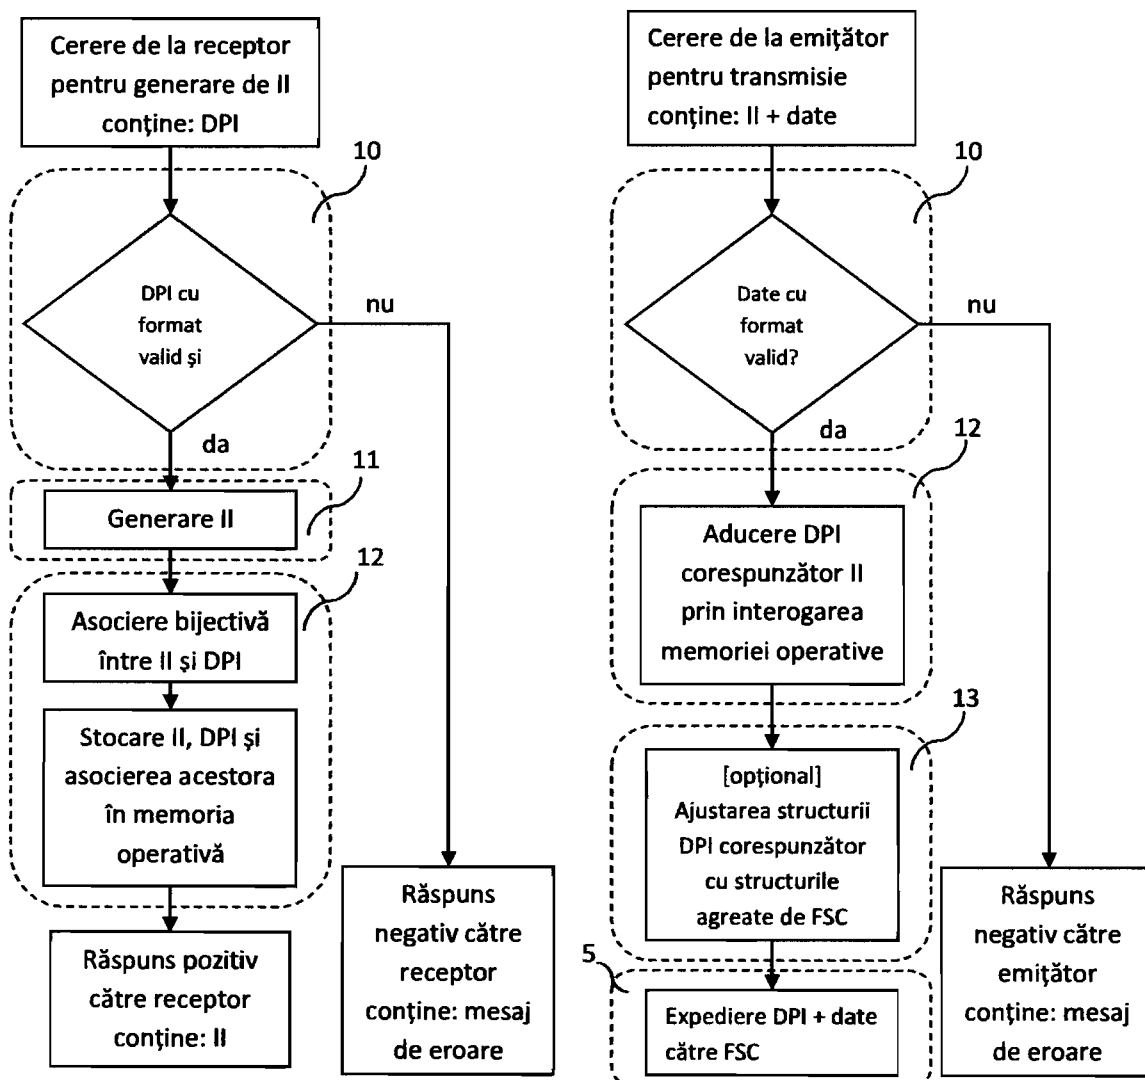 Cerere de la receptor
pentru generare de II
conține: DPI
10
DPI cu
format
valid și
nu
da
11
Generare II
12
Asociere bijectivă
între II și DPI
Stocare II, DPI și
asocierea acestora
în memoria
operativă
Răspuns pozitiv
către receptor
conține: II
Răspuns
negativ către
receptor
conține: mesaj
de eroare
Cerere de la emițător
pentru transmisie
conține: II + date
10
Date cu
format
valid?
nu
da
12
Aducere DPI
corespunzător II
prin interogarea
memoriei operative
13
[opțional]
Ajustarea structurii
DPI corespunzător
cu structurile
agreate de FSC
5
Expediere DPI + date
către FSC
Răspuns
negativ către
emițător
conține: mesaj
de eroare